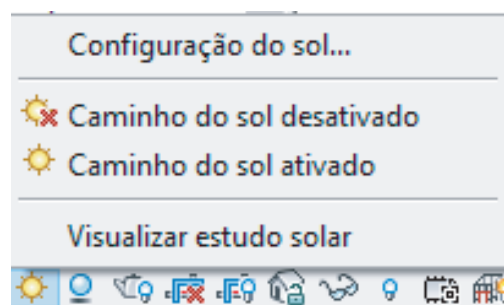 Configuração do sol...
Caminho do sol desativado
Caminho do sol ativado
Visualizar estudo solar